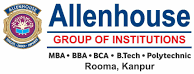 Allenhouse
GROUP OF INSTITUTIONS
MBA • BBA • BCA • B.Tech • Polytechnic
Rooma, Kanpur